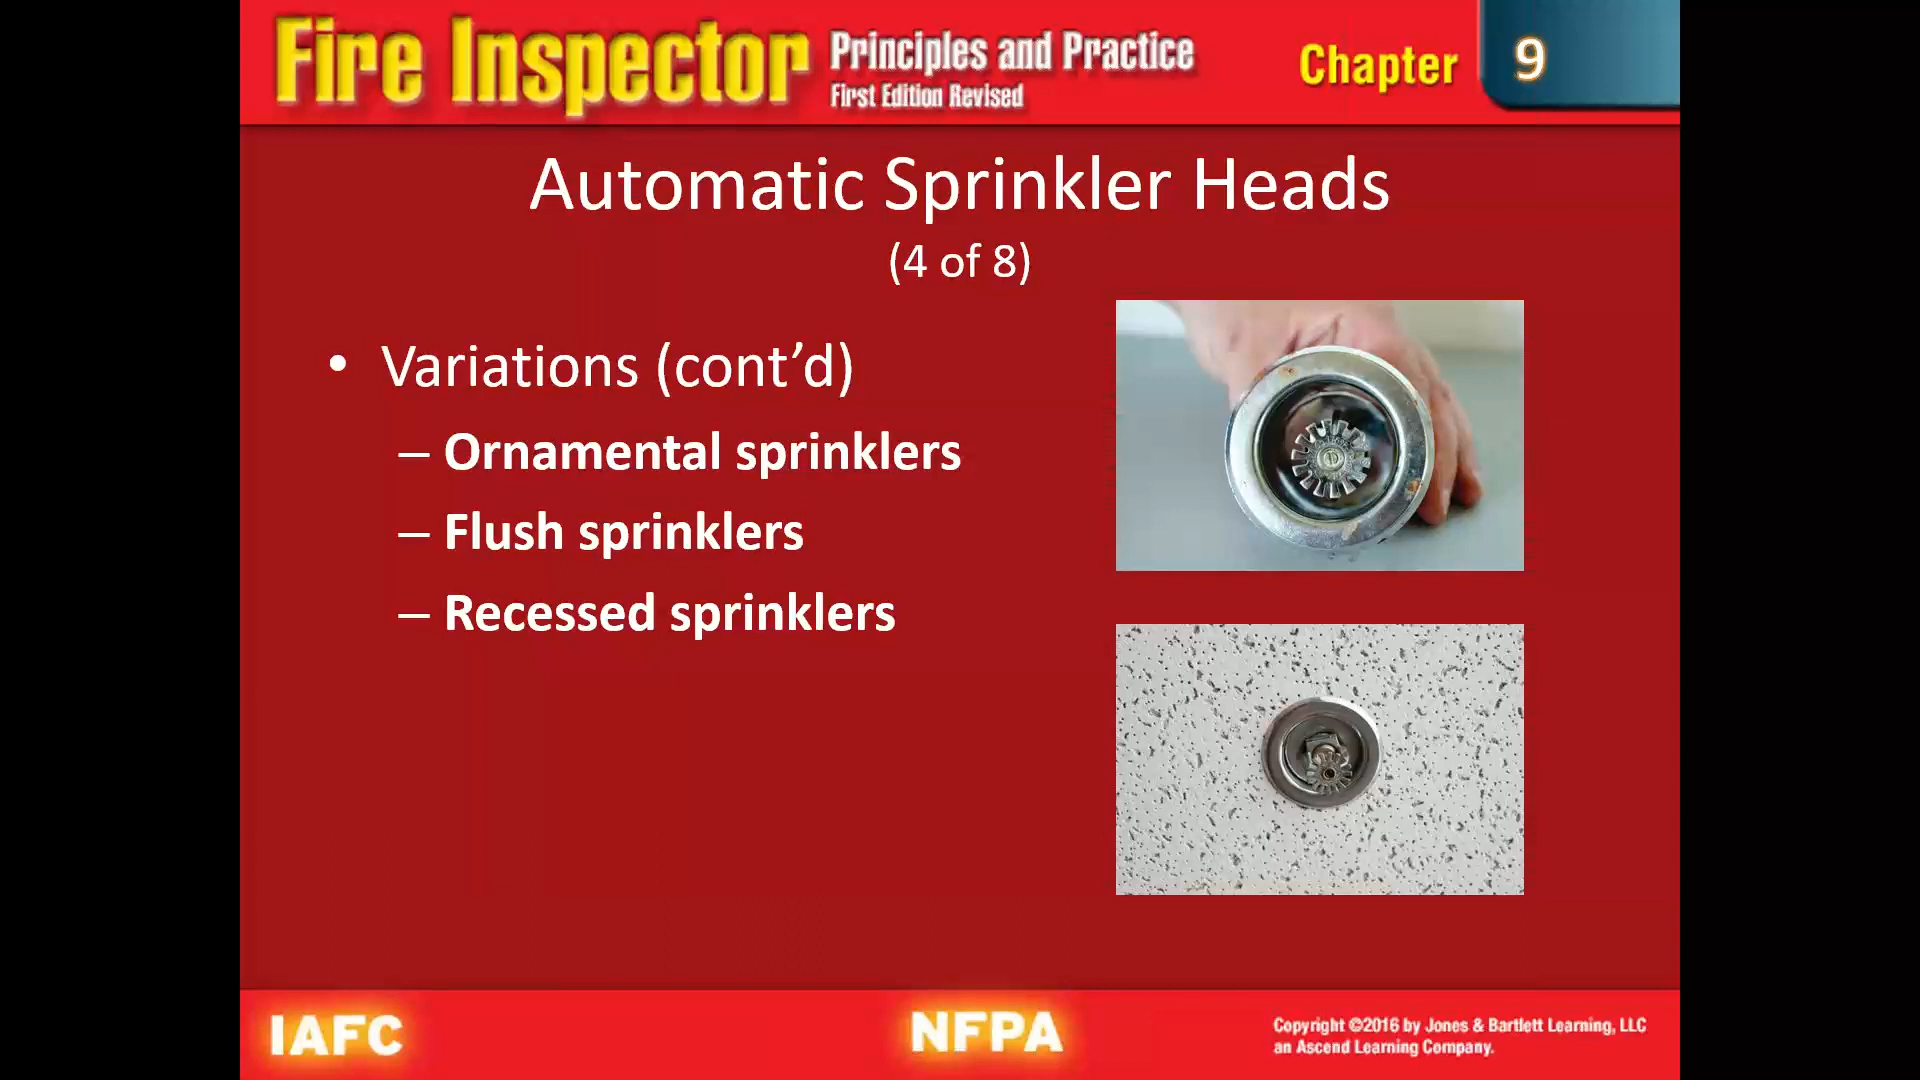 Fire Inspector Principles and Practice
First Edition Revised
Chapter 9
Automatic Sprinkler Heads
(4 of 8)
• Variations (cont’d)
– Ornamental sprinklers
– Flush sprinklers
– Recessed sprinklers
IAFC
NFPA
Copyright ©2016 by Jones & Bartlett Learning, LLC
an Ascend Learning Company.